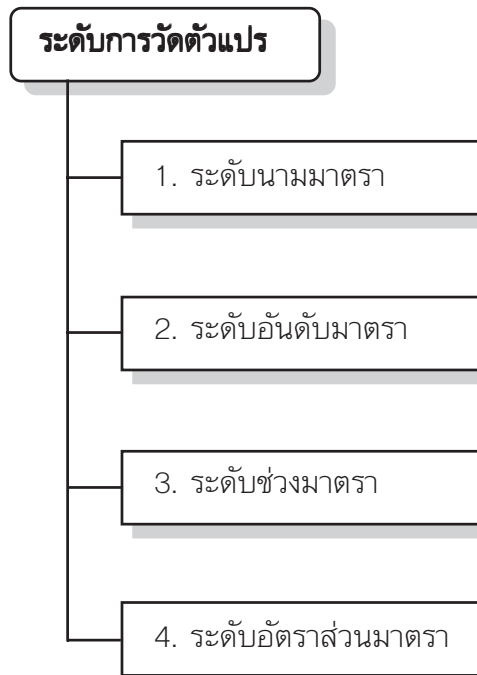 ระดับการวัดตัวแปร
1. ระดับนามมาตรา
2. ระดับอันดับมาตรา
3. ระดับช่วงมาตรา
4. ระดับอัตราส่วนมาตรา